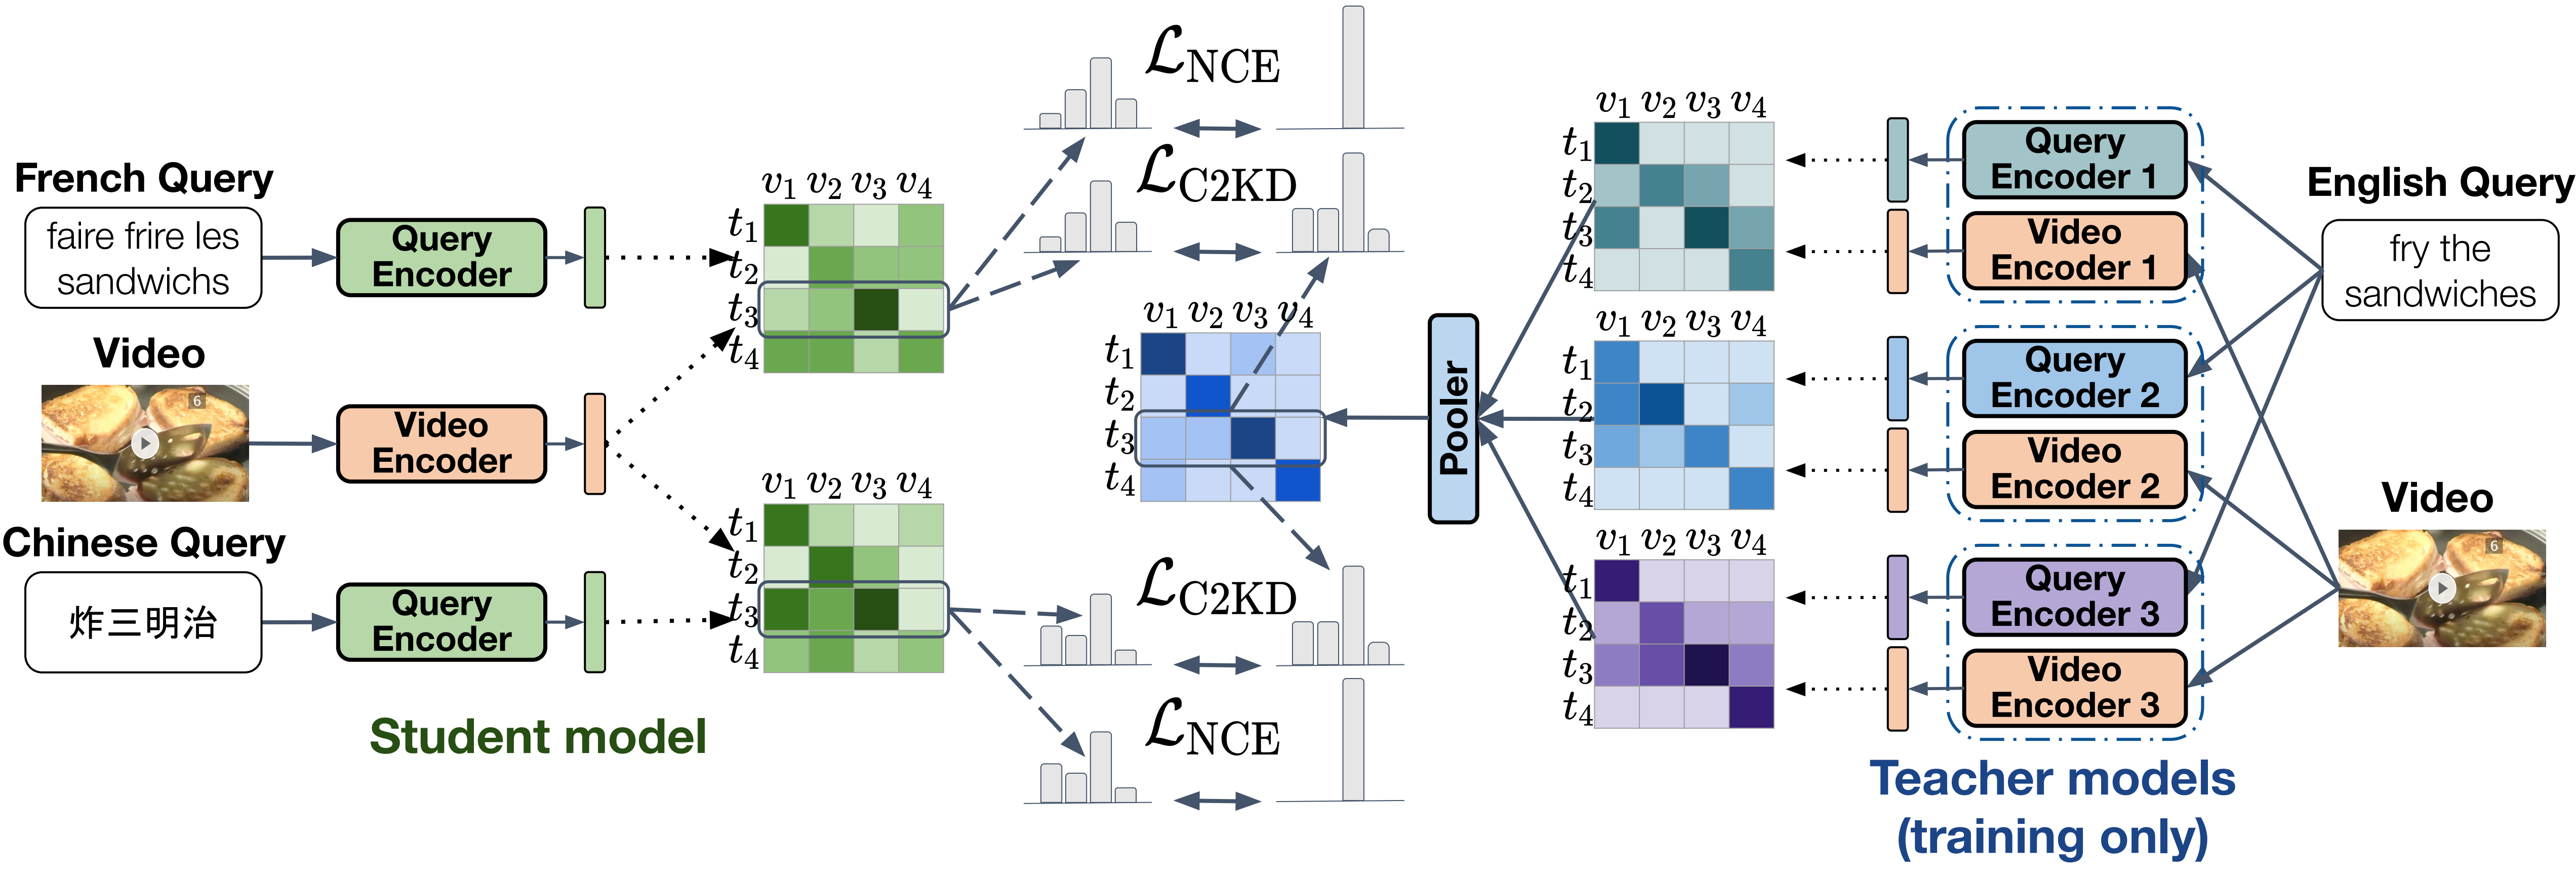 French Query
faire frire les
sandwichs
Query
Encoder
Video
6
Video
Encoder
Chinese Query
炸三明治
Query
Encoder
Student model
v1 v2 v3 v4
t1
t2
t3
t4
v1 v2 v3 v4
t1
t2
t3
t4
ℒNCE
ℒC2KD
v1 v2 v3 v4
t1
t2
t3
t4
ℒC2KD
ℒNCE
Pooler
v1 v2 v3 v4
t1
t2
t3
t4
v1 v2 v3 v4
t1
t2
t3
t4
v1 v2 v3 v4
t1
t2
t3
t4
Query
Encoder 1
Video
Encoder 1
Query
Encoder 2
Video
Encoder 2
Query
Encoder 3
Video
Encoder 3
Teacher models
(training only)
English Query
fry the
sandwiches
Video
6